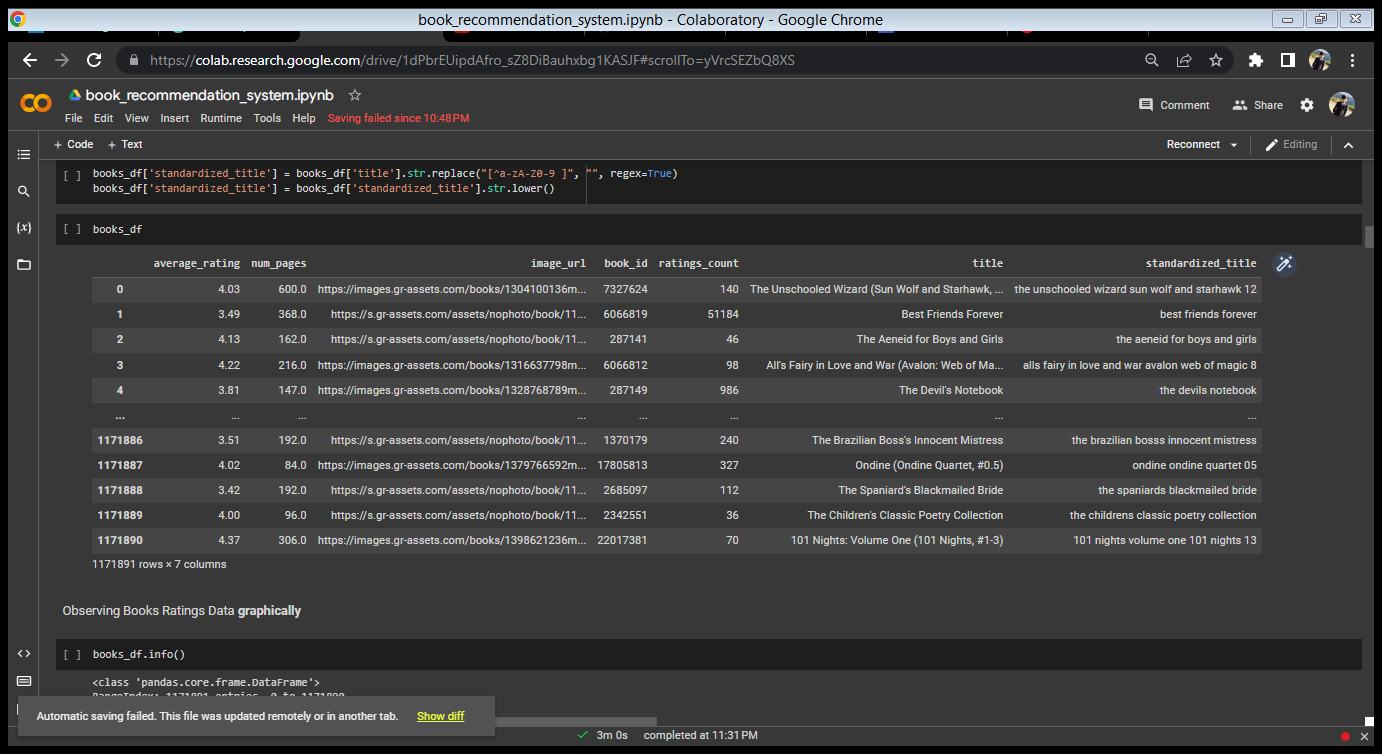 book_recommendation_system.ipynb - Colaboratory - Google Chrome
https://colab.research.google.com/drive/1dPbrEUipdAfro_sZ8DiBauhxbg1KASJF#scrollTo=yVrcSEZbQ8XS
book_recommendation_system.ipynb
Comment Share
File Edit View Insert Runtime Tools Help Saving failed since 10:48PM
+ Code + Text Reconnect Editing
[ ] books_df['standardized_title'] = books_df['title'].str.replace("[^a-zA-Z0-9 ]", "", regex=True)
books_df['standardized_title'] = books_df['standardized_title'].str.lower()
{x}
[ ] books_df
average_rating num_pages image_url book_id ratings_count title standardized_title
0 4.03 600.0 https://images.gr-assets.com/books/1304100136m... 7327624 140 The Unschooled Wizard (Sun Wolf and Starhawk, ... the unschooled wizard sun wolf and starhawk 12
1 3.49 368.0 https://s.gr-assets.com/assets/nophoto/book/11... 6066819 51184 Best Friends Forever best friends forever
2 4.13 162.0 https://s.gr-assets.com/assets/nophoto/book/11... 287141 46 The Aeneid for Boys and Girls the aeneid for boys and girls
3 4.22 216.0 https://images.gr-assets.com/books/1316637798m... 6066812 98 All's Fairy in Love and War (Avalon: Web of Ma... alls fairy in love and war avalon web of magic 8
4 3.81 147.0 https://images.gr-assets.com/books/1328768789m... 287149 986 The Devil's Notebook the devils notebook
... ... ... ... ... ... ... ...
1171886 3.51 192.0 https://s.gr-assets.com/assets/nophoto/book/11... 1370179 240 The Brazilian Boss's Innocent Mistress the brazilian bosss innocent mistress
1171887 4.02 84.0 https://images.gr-assets.com/books/1379766592m... 17805813 327 Ondine (Ondine Quartet, #0.5) ondine ondine quartet 05
1171888 3.42 192.0 https://s.gr-assets.com/assets/nophoto/book/11... 2685097 112 The Spaniard's Blackmailed Bride the spaniards blackmailed bride
1171889 4.00 96.0 https://s.gr-assets.com/assets/nophoto/book/11... 2342551 36 The Children's Classic Poetry Collection the childrens classic poetry collection
1171890 4.37 306.0 https://images.gr-assets.com/books/1398621236m... 22017381 70 101 Nights: Volume One (101 Nights, #1-3) 101 nights volume one 101 nights 13
1171891 rows × 7 columns
Observing Books Ratings Data graphically
[ ] books_df.info()
<class 'pandas.core.frame.DataFrame'>
RangeIndex: 1171891 entries, 0 to 1171890
Automatic saving failed. This file was updated remotely or in another tab. Show diff
3m 0s completed at 11:31 PM